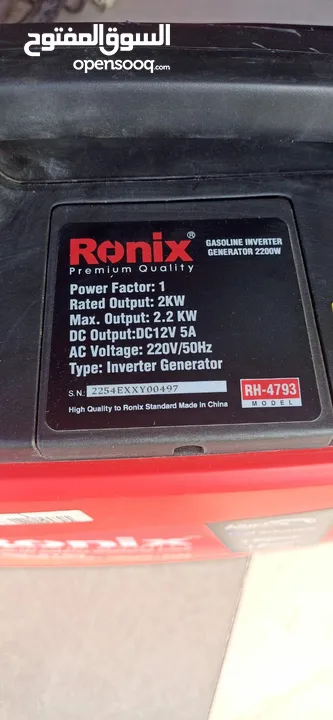 السوق المفتوح
opensooq.com
Ronix®
Premium Quality
GASOLINE INVERTER
GENERATOR 2200W
Power Factor: 1
Rated Output: 2KW
Max. Output: 2.2 KW
DC Output:DC12V 5A
AC Voltage: 220V/50Hz
Type: Inverter Generator
S.N.: 2254EXXY00497
RH-4793
MODEL
High Quality to Ronix Standard Made in China
Ronix